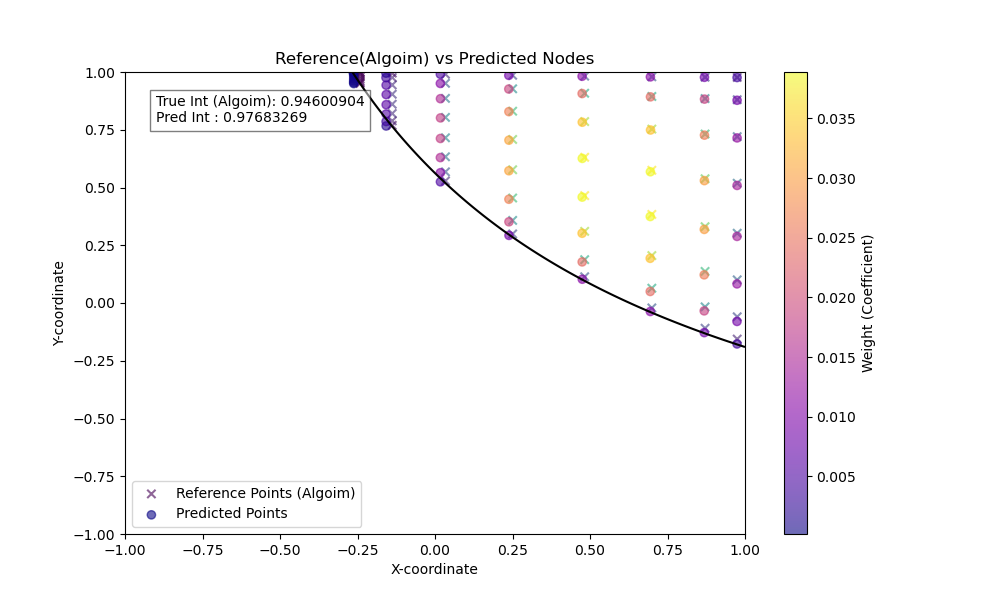 Reference(Algoim) vs Predicted Nodes
True Int (Algoim): 0.94600904
Pred Int : 0.97683269
1.00
0.75
0.50
0.25
0.00
−0.25
−0.50
−0.75
−1.00
Y-coordinate
Reference Points (Algoim)
Predicted Points
−1.00 −0.75 −0.50 −0.25 0.00 0.25 0.50 0.75 1.00
X-coordinate
0.035
0.030
0.025
0.020
0.015
0.010
0.005
Weight (Coefficient)